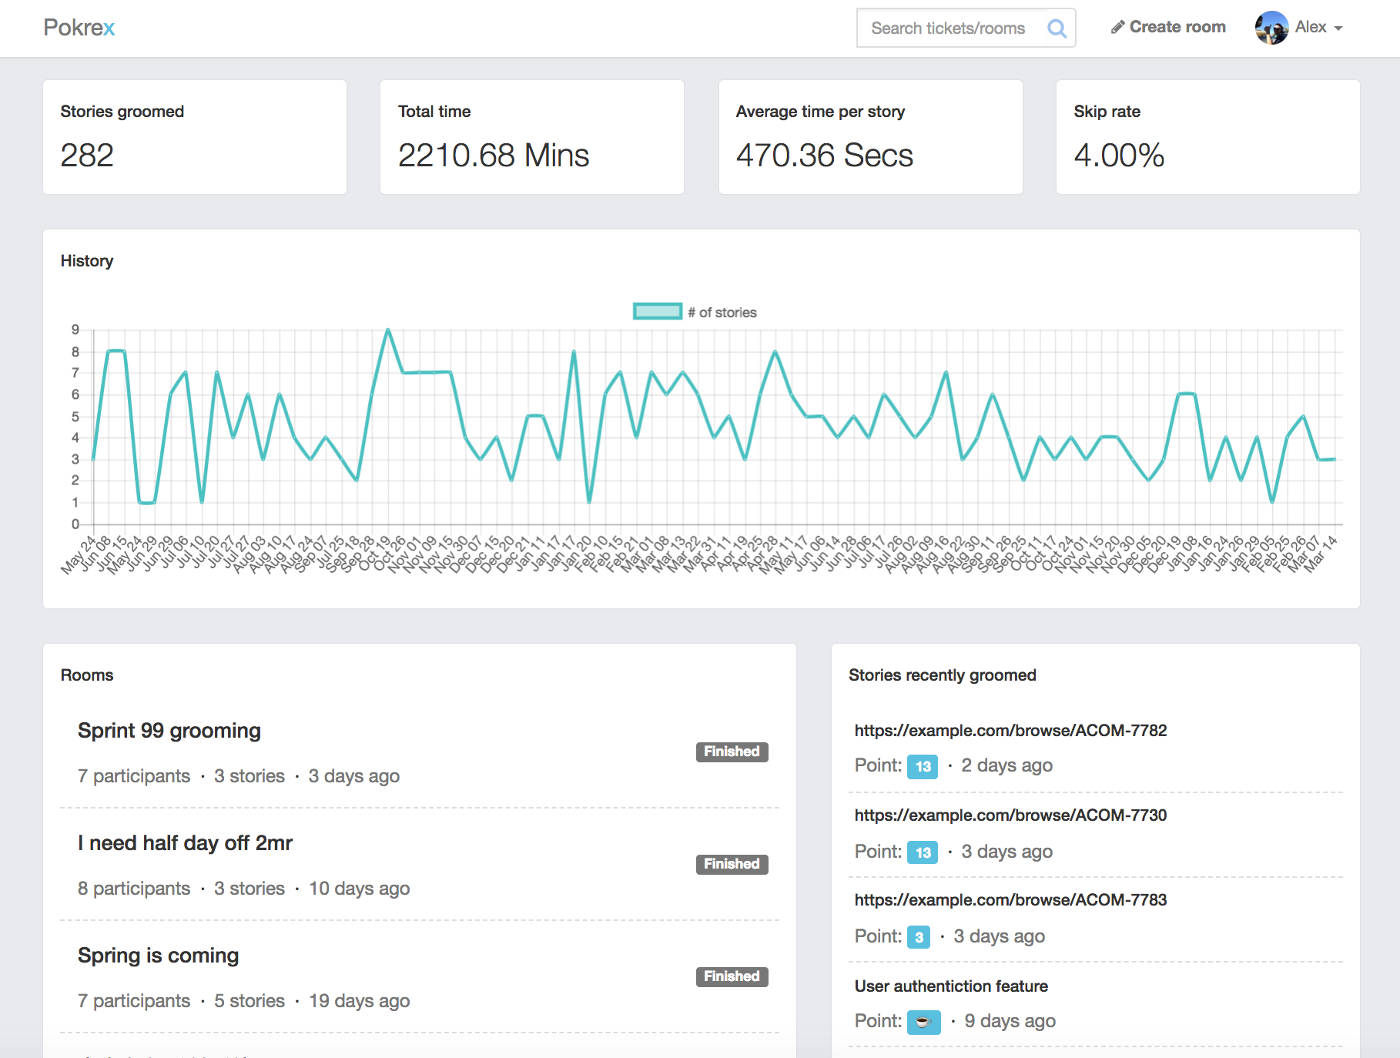 Pokrex
Search tickets/rooms
Create room
Alex
Stories groomed
282
Total time
2210.68 Mins
Average time per story
470.36 Secs
Skip rate
4.00%
History
# of stories
9
8
7
6
5
4
3
2
1
0
May 24
Jun 08
Jun 15
May 24
Jun 29
Jun 29
Jul 06
Jul 10
Jul 20
Jul 27
Jul 27
Aug 03
Aug 10
Aug 17
Aug 24
Sep 07
Jul 25
Sep 18
Sep 28
Oct 19
Oct 26
Nov 01
Nov 09
Nov 15
Nov 30
Dec 07
Dec 15
Dec 20
Dec 21
Jan 11
Jan 17
Jan 17
Jan 20
Feb 10
Feb 15
Feb 21
Mar 01
Mar 08
Mar 13
Mar 22
Mar 31
Apr 11
Apr 19
Apr 25
Apr 28
May 11
May 17
Jun 06
Jun 14
Jun 28
Jul 06
Jul 17
Jul 26
Aug 02
Aug 09
Aug 16
Aug 22
Aug 30
Sep 11
Sep 26
Sep 25
Oct 11
Oct 17
Oct 24
Nov 01
Nov 15
Nov 20
Nov 30
Dec 05
Dec 20
Dec 19
Jan 08
Jan 16
Jan 24
Jan 26
Jan 29
Feb 05
Feb 25
Feb 26
Mar 07
Mar 14
Rooms
Sprint 99 grooming
Finished
7 participants · 3 stories · 3 days ago
I need half day off 2mr
Finished
8 participants · 3 stories · 10 days ago
Spring is coming
Finished
7 participants · 5 stories · 19 days ago
Stories recently groomed
https://example.com/browse/ACOM-7782
Point: 13 · 2 days ago
https://example.com/browse/ACOM-7730
Point: 13 · 3 days ago
https://example.com/browse/ACOM-7783
Point: 3 · 3 days ago
User authentiction feature
Point: ☕ · 9 days ago